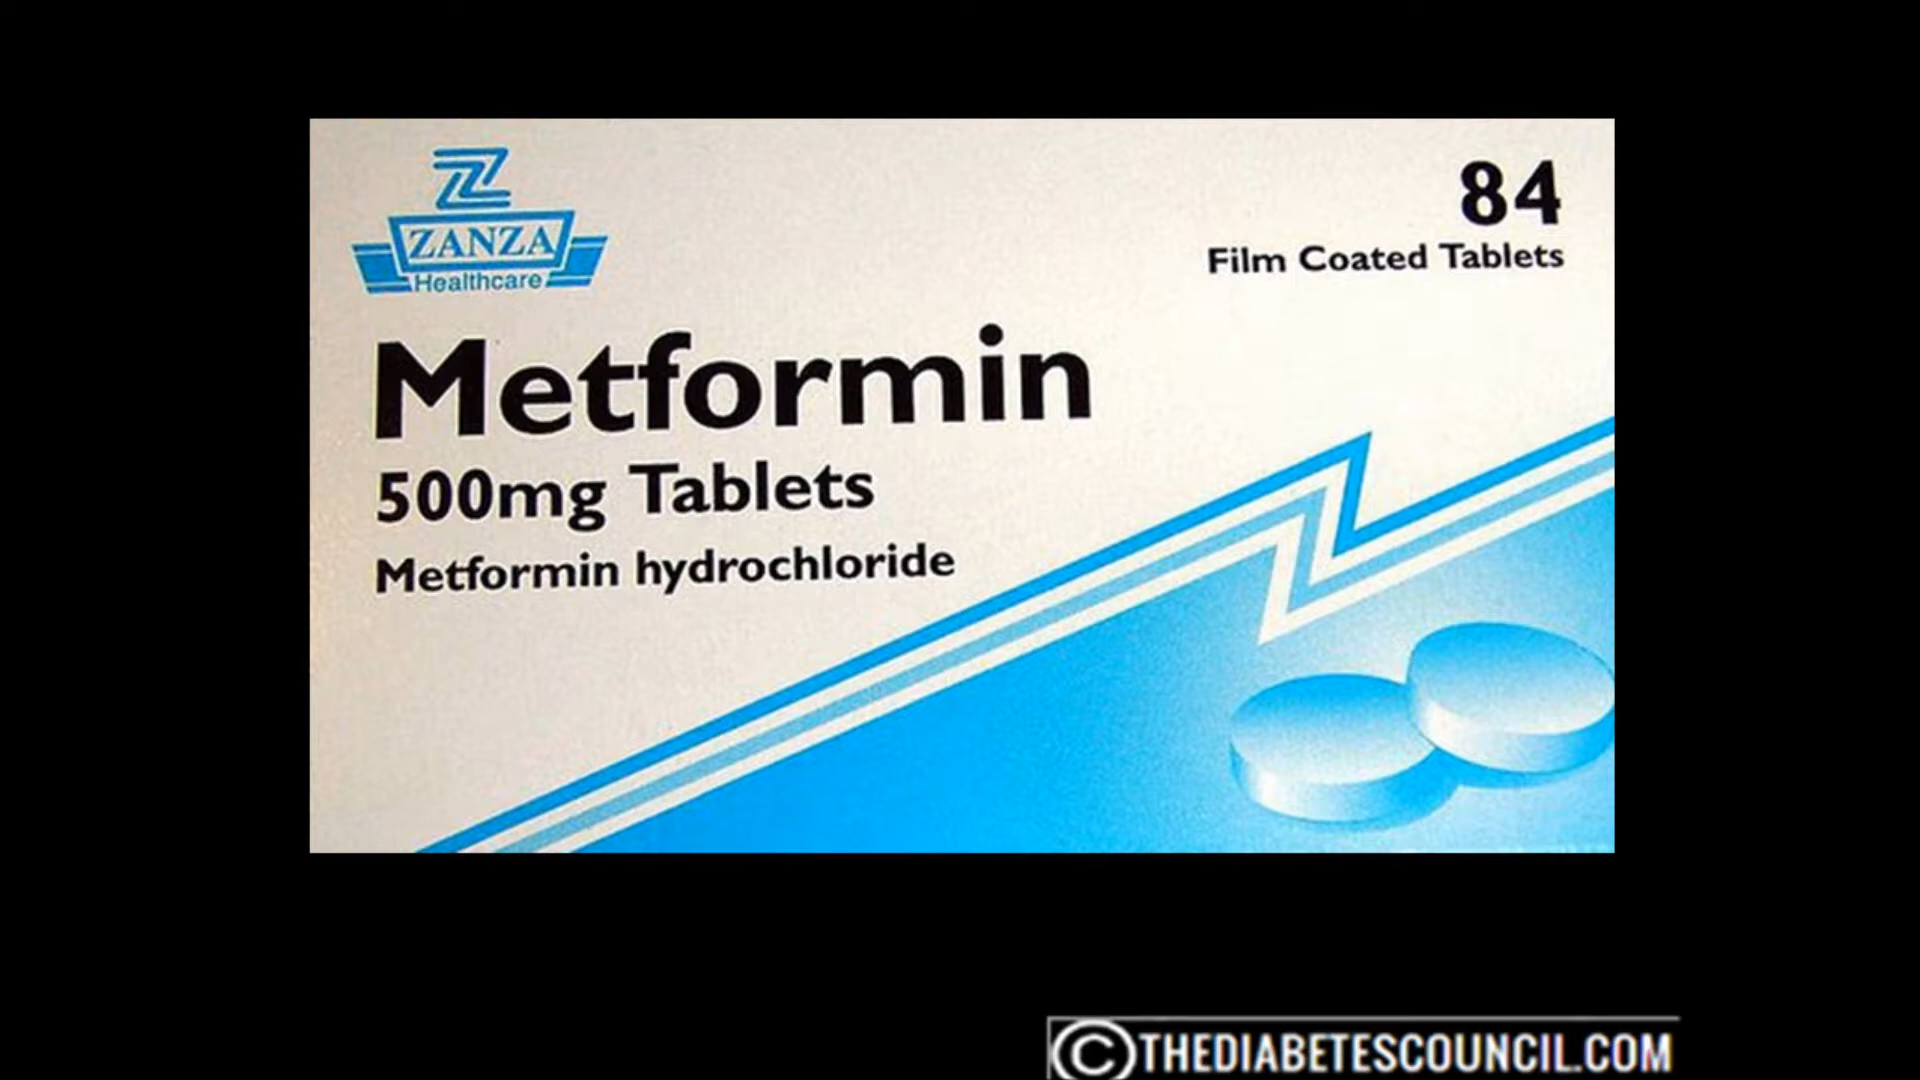 Z
ZANZA
Healthcare
84
Film Coated Tablets
Metformin
500mg Tablets
Metformin hydrochloride
©THEDIABETESCOUNCIL.COM